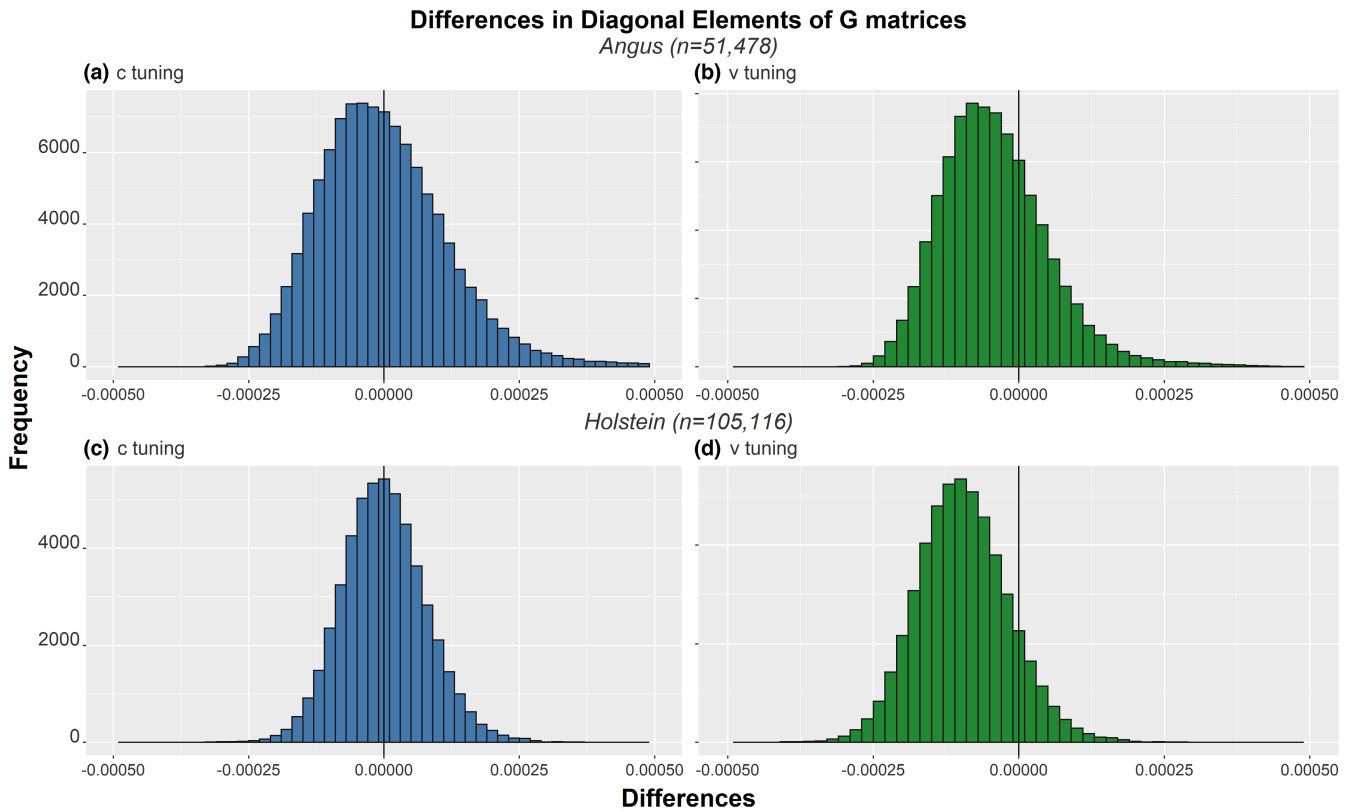 Differences in Diagonal Elements of G matrices
Angus (n=51,478)
(a) c tuning
(b) v tuning
6000
4000
2000
0
-0.00050 -0.00025 0.00000 0.00025 0.00050
-0.00050 -0.00025 0.00000 0.00025 0.00050
Frequency
Holstein (n=105,116)
(c) c tuning
(d) v tuning
4000
2000
0
-0.00050 -0.00025 0.00000 0.00025 0.00050
-0.00050 -0.00025 0.00000 0.00025 0.00050
Differences